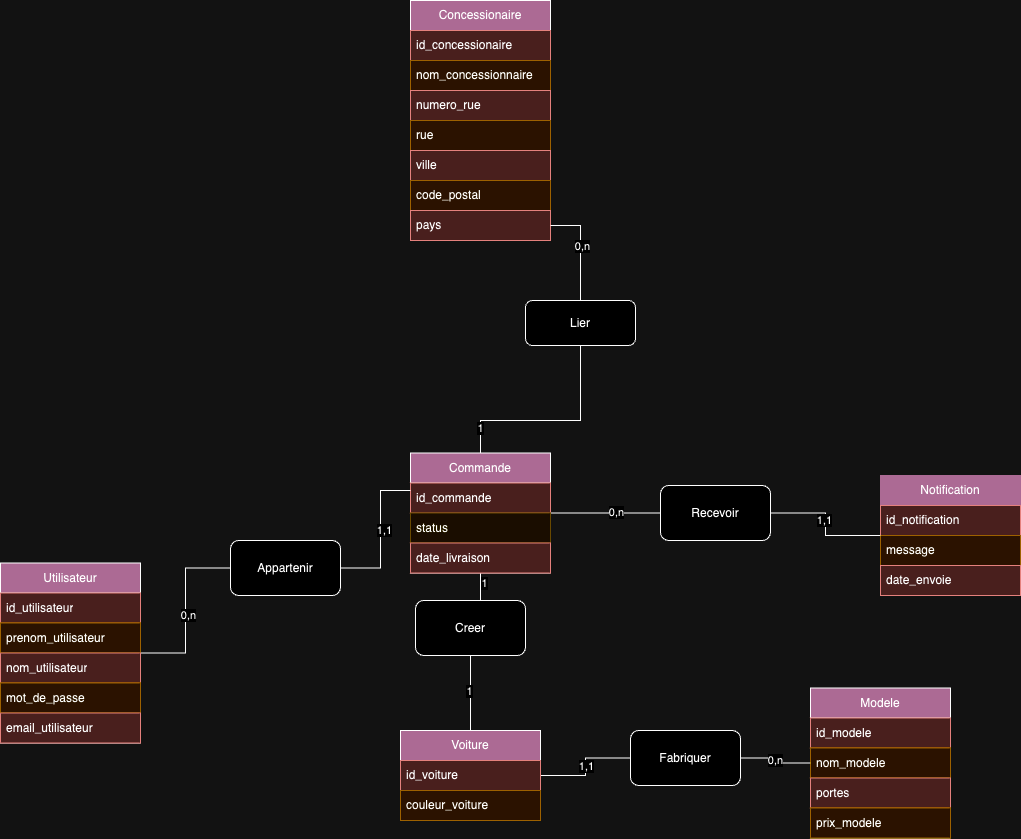 Concessionaire
id_concessionaire
nom_concessionnaire
numero_rue
rue
ville
code_postal
pays
0,n
Lier
1
Commande
id_commande
status
date_livraison
0,n
Recevoir
1,1
Notification
id_notification
message
date_envoie
1,1
Appartenir
0,n
Utilisateur
id_utilisateur
prenom_utilisateur
nom_utilisateur
mot_de_passe
email_utilisateur
1
Creer
1
Voiture
id_voiture
couleur_voiture
1,1
Fabriquer
0,n
Modele
id_modele
nom_modele
portes
prix_modele